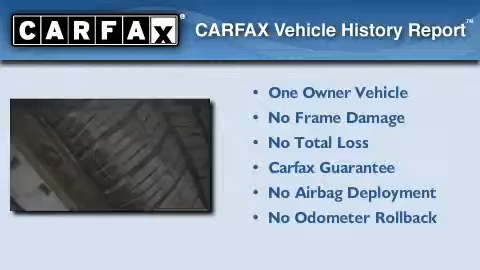 CARFAX® CARFAX Vehicle History Report™
• One Owner Vehicle
• No Frame Damage
• No Total Loss
• Carfax Guarantee
• No Airbag Deployment
• No Odometer Rollback